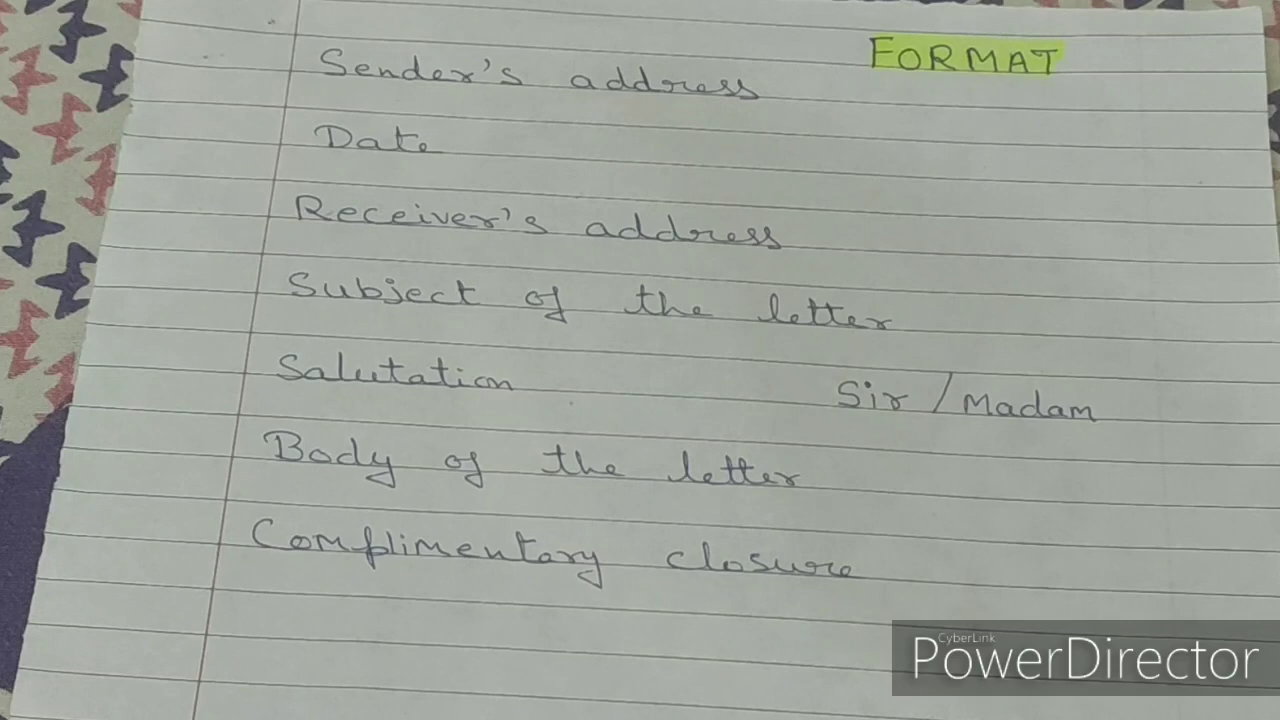 FORMAT
Sender's address
Date
Receiver's address
Subject of the letter
Salutation Sir / Madam
Body of the letter
Complimentary closure
CyberLink
PowerDirector